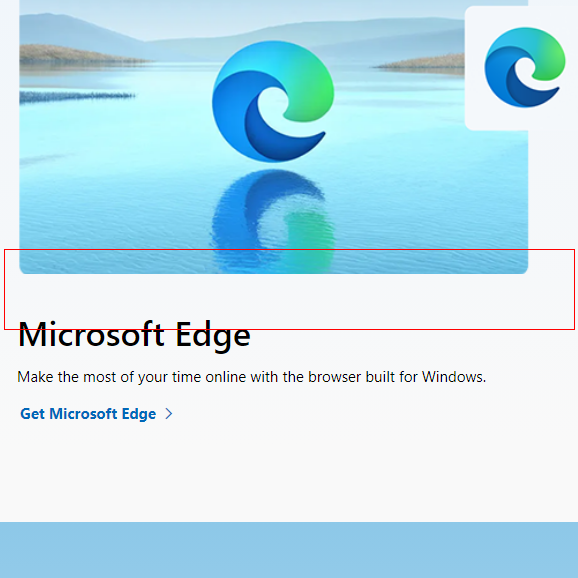 Microsoft Edge
Make the most of your time online with the browser built for Windows.
Get Microsoft Edge